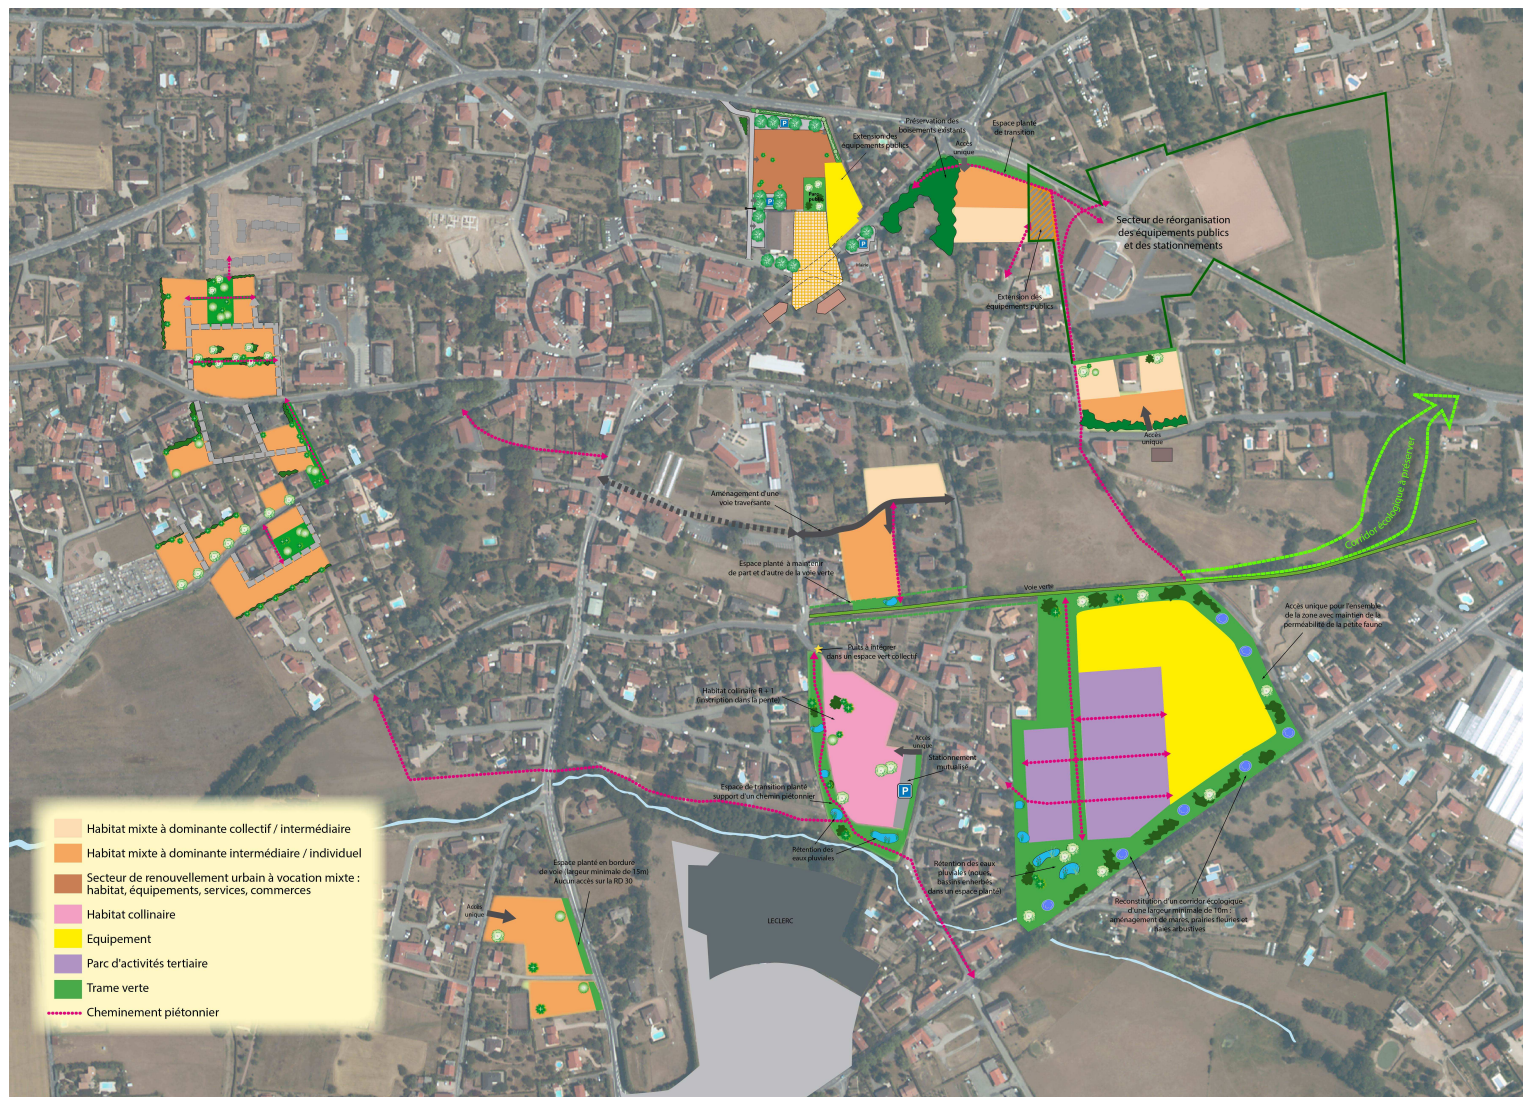 P
Préservation des
boisements existants
Espace planté
de transition
Extension des
équipements publics
Accès
unique
P
Secteur de réorganisation
des équipements publics
et des stationnements
P
Mairie
Extension des
équipements publics
Accès
unique
Corridor écologique à préserver
Aménagement d'une
voie traversante
Espace planté à maintenir
de part et d'autre de la voie verte
Voie verte
Accès unique pour l'ensemble
de la zone avec maintien de la
perméabilité de la petite faune
Puits à intégrer
dans un espace vert collectif
Habitat collinaire R + 1
(inscription dans la pente)
Accès
unique
Stationnement
mutualisé
P
Espace de transition planté
support d'un chemin piétonnier
Rétention des
eaux pluviales
Rétention des eaux
pluviales (noues,
bassins enherbés
dans un espace planté)
Reconstitution d'un corridor écologique
d'une largeur minimale de 10m :
aménagement de mares, prairies fleuries et
haies arbustives
Espace planté en bordure
de voie (largeur minimale de 15m)
Aucun accès sur la RD 30
Accès
unique
LECLERC
Habitat mixte à dominante collectif / intermédiaire
Habitat mixte à dominante intermédiaire / individuel
Secteur de renouvellement urbain à vocation mixte :
habitat, équipements, services, commerces
Habitat collinaire
Equipement
Parc d'activités tertiaire
Trame verte
Cheminement piétonnier